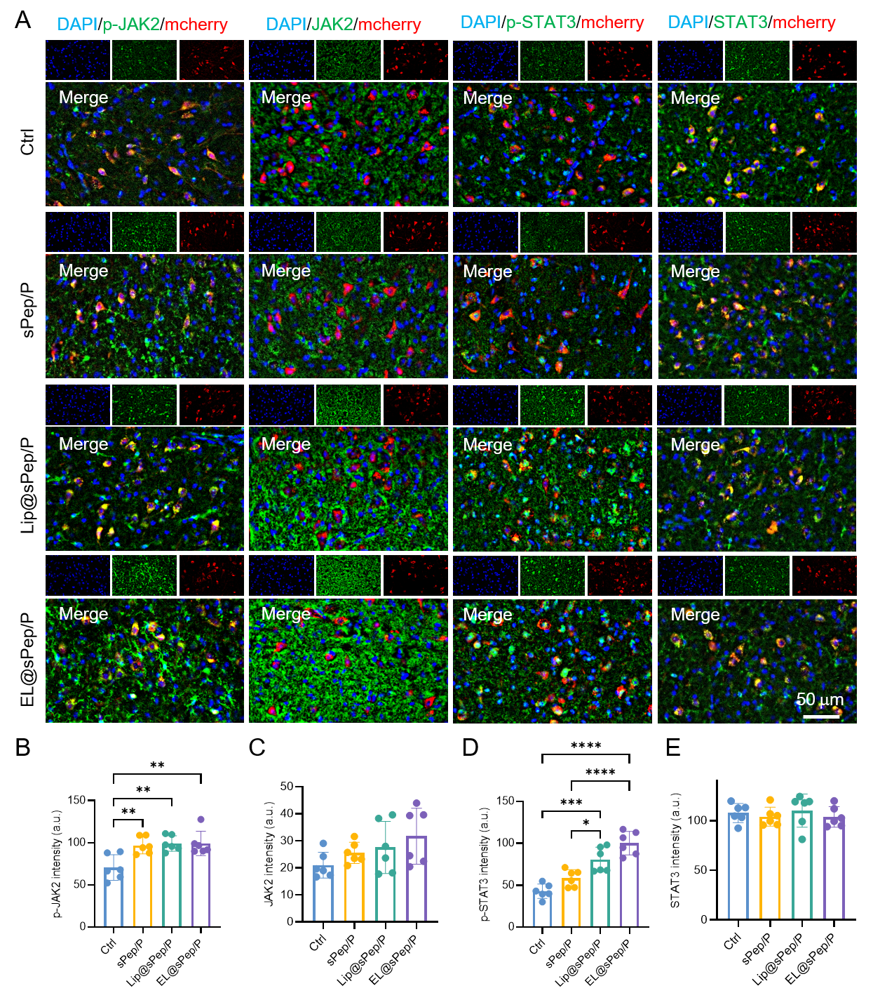 A
DAPI/p-JAK2/mcherry
DAPI/JAK2/mcherry
DAPI/p-STAT3/mcherry
DAPI/STAT3/mcherry
Ctrl
Merge
Merge
Merge
Merge
sPep/P
Merge
Merge
Merge
Merge
Lip@sPep/P
Merge
Merge
Merge
Merge
EL@sPep/P
Merge
Merge
Merge
Merge
50 μm
B
p-JAK2 intensity (a.u.)
150
100
50
0
**
**
**
Ctrl
sPep/P
Lip@sPep/P
EL@sPep/P
C
JAK2 intensity (a.u.)
50
40
30
20
10
0
Ctrl
sPep/P
Lip@sPep/P
EL@sPep/P
D
p-STAT3 intensity (a.u.)
150
100
50
0
****
****
***
*
Ctrl
sPep/P
Lip@sPep/P
EL@sPep/P
E
STAT3 intensity (a.u.)
100
50
0
Ctrl
sPep/P
Lip@sPep/P
EL@sPep/P